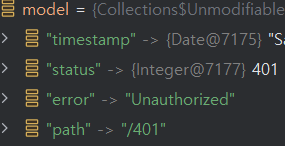 model = {Collections$Unmodifiable
"timestamp" -> {Date@7175} "Sa
"status" -> {Integer@7177} 401
"error" -> "Unauthorized"
"path" -> "/401"